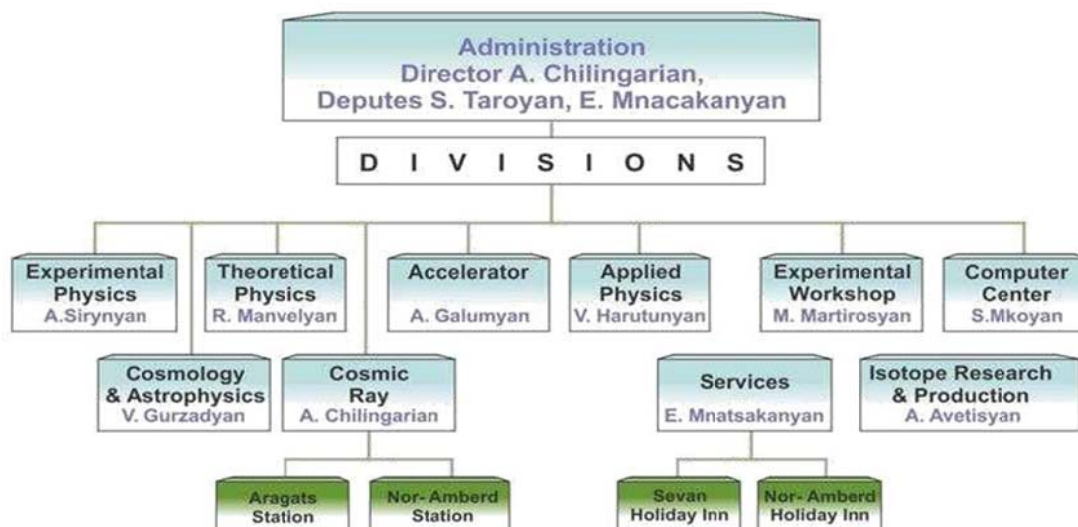 Administration
Director A. Chilingarian,
Deputes S. Taroyan, E. Mnacakanyan
D I V I S I O N S
Experimental
Physics
A.Sirynyan
Theoretical
Physics
R. Manvelyan
Accelerator
A. Galumyan
Applied
Physics
V. Harutunyan
Experimental
Workshop
M. Martirosyan
Computer
Center
S.Mkoyan
Cosmology
& Astrophysics
V. Gurzadyan
Cosmic
Ray
A. Chilingarian
Services
E. Mnatsakanyan
Isotope Research
& Production
A. Avetisyan
Aragats
Station
Nor- Amberd
Station
Sevan
Holiday Inn
Nor- Amberd
Holiday Inn